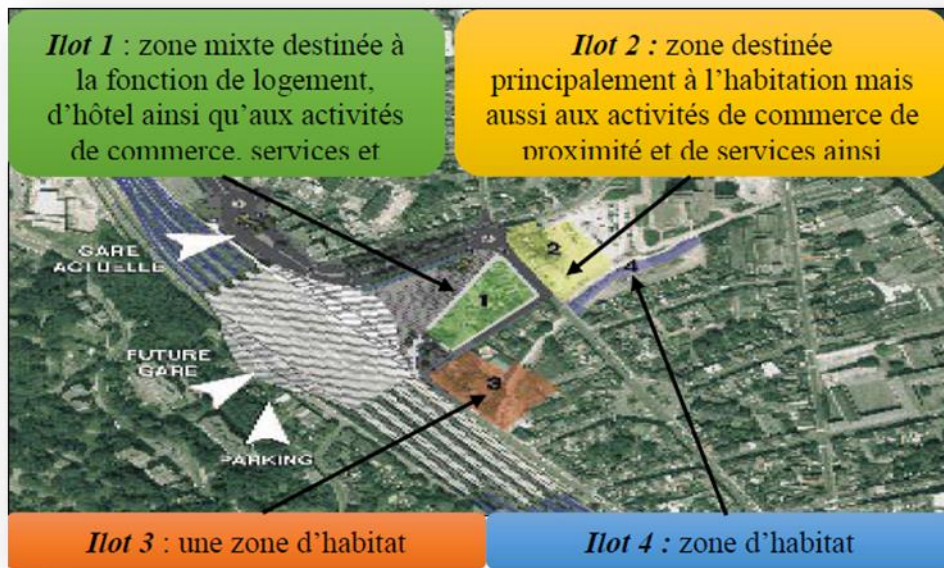 Ilot 1 : zone mixte destinée à
la fonction de logement,
d'hôtel ainsi qu'aux activités
de commerce, services et
Ilot 2 : zone destinée
principalement à l'habitation mais
aussi aux activités de commerce de
proximité et de services ainsi
GARE
ACTUELLE
2
4
1
FUTURE
GARE
3
PARKING
Ilot 3 : une zone d'habitat
Ilot 4 : zone d'habitat